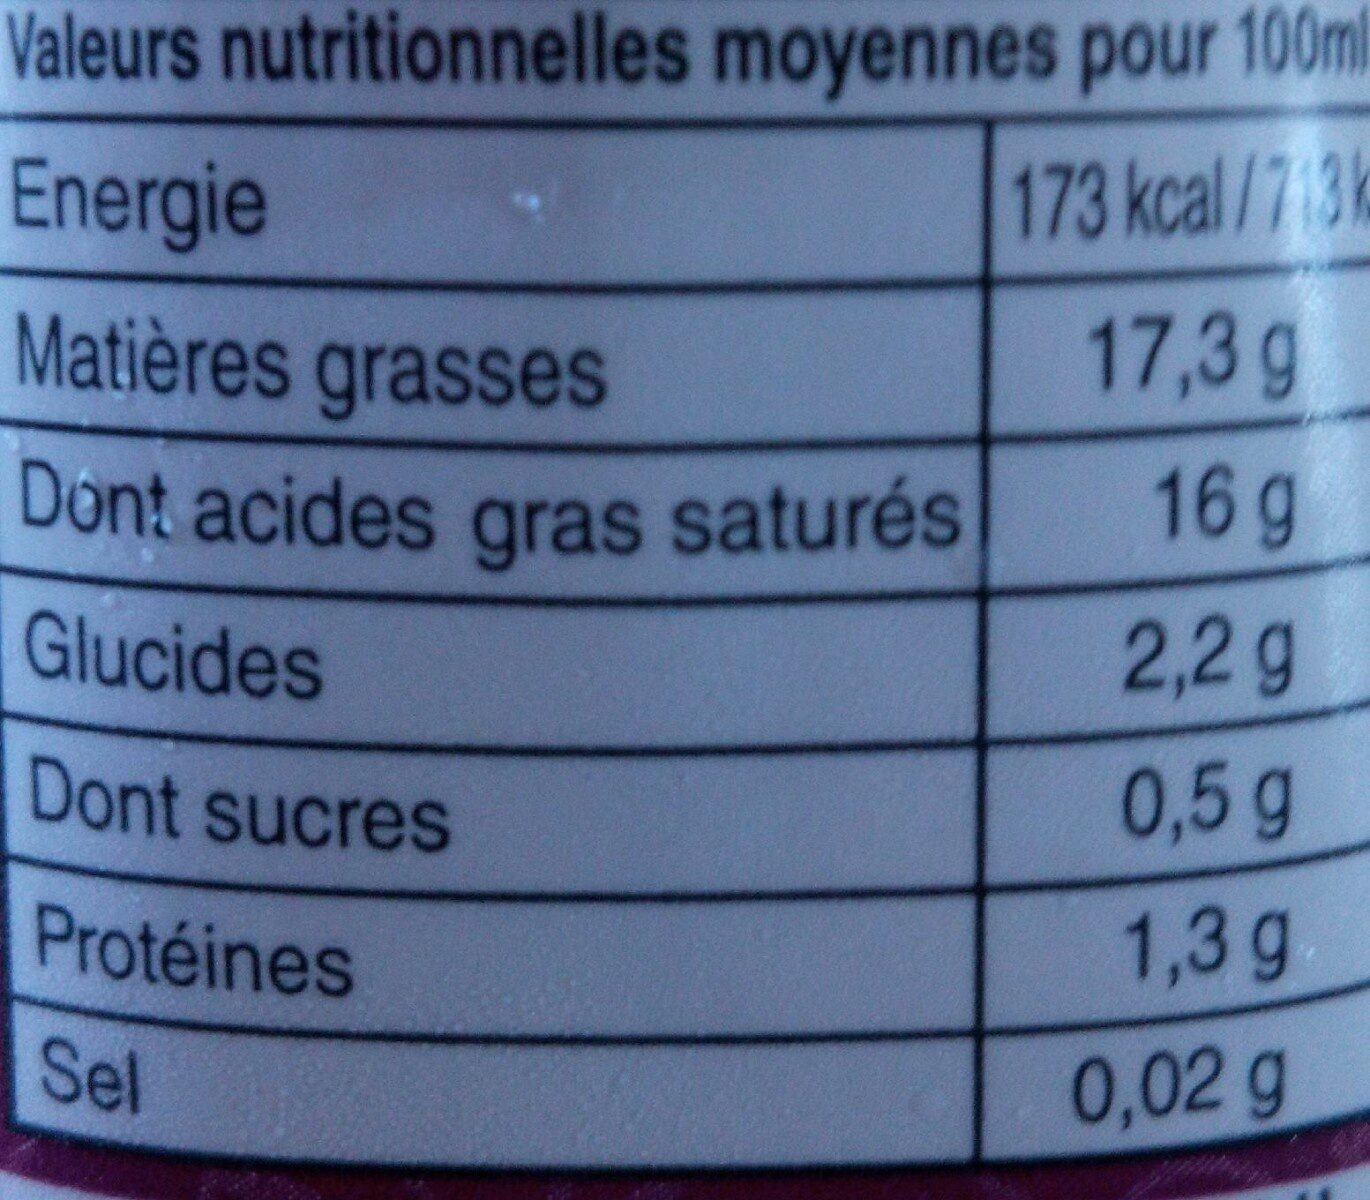 Valeurs nutritionnelles moyennes pour 100ml
Energie 173 kcal / 713 k
Matières grasses 17,3 g
Dont acides gras saturés 16 g
Glucides 2,2 g
Dont sucres 0,5 g
Protéines 1,3 g
Sel 0,02 g